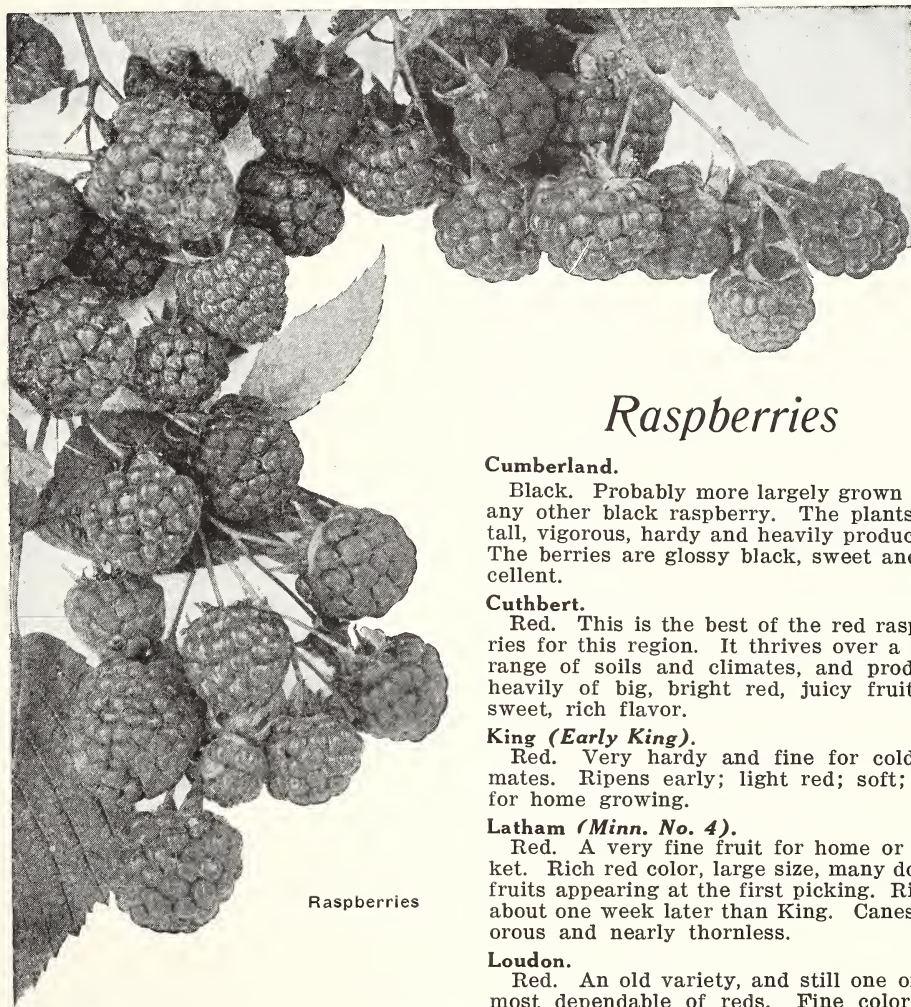 Raspberries
Cumberland.
Black. Probably more largely grown
any other black raspberry. The plants
tall, vigorous, hardy and heavily produc
The berries are glossy black, sweet and
cellent.
Cuthbert.
Red. This is the best of the red rasp
ries for this region. It thrives over a
range of soils and climates, and prod
heavily of big, bright red, juicy fruit
sweet, rich flavor.
King (Early King).
Red. Very hardy and fine for cold
mates. Ripens early; light red; soft;
for home growing.
Latham (Minn. No. 4).
Red. A very fine fruit for home or
ket. Rich red color, large size, many do
fruits appearing at the first picking. Ri
about one week later than King. Canes
orous and nearly thornless.
Loudon.
Red. An old variety, and still one o
most dependable of reds. Fine color
Raspberries